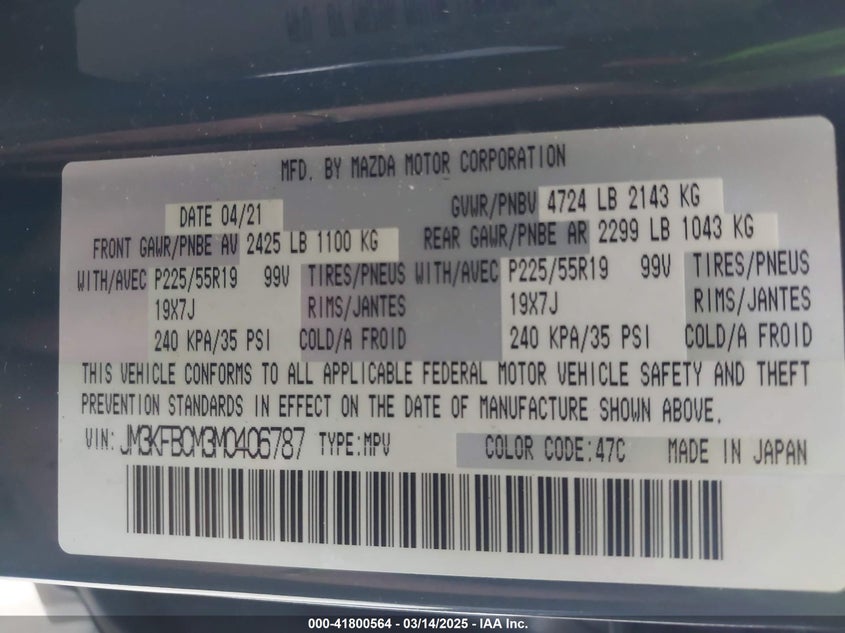 MFD. BY MAZDA MOTOR CORPORATION
DATE 04/21 GVWR/PNBV 4724 LB 2143 KG
FRONT GAWR/PNBE AV 2425 LB 1100 KG REAR GAWR/PNBE AR 2299 LB 1043 KG
WITH/AVEC P225/55R19 99V TIRES/PNEUS WITH/AVEC P225/55R19 99V TIRES/PNEUS
19X7J RIMS/JANTES 19X7J RIMS/JANTES
240 KPA/35 PSI COLD/A FROID 240 KPA/35 PSI COLD/A FROID
THIS VEHICLE CONFORMS TO ALL APPLICABLE FEDERAL MOTOR VEHICLE SAFETY AND THEFT
PREVENTION STANDARDS IN EFFECT ON THE DATE OF MANUFACTURE SHOWN ABOVE.
VIN: JM3KFBCM3M0406787 TYPE:MPV COLOR CODE:47C MADE IN JAPAN
000-41800564 - 03/14/2025 - IAA Inc.